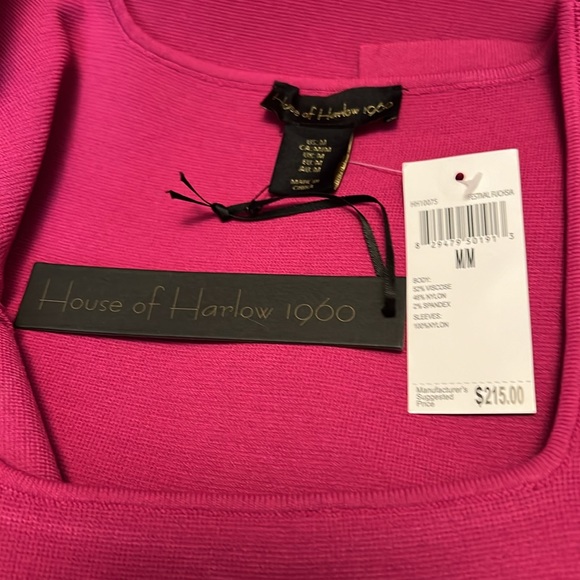 House of Harlow 1960
US, M
CA, M/M
UK, M
EU, M
AU, M
MADE IN
CHINA
House of Harlow 1960
HH10075
FESTIVAL FUCHSIA
8 29479 50191 3
M/M
BODY:
52% VISCOSE
46% NYLON
2% SPANDEX
SLEEVES:
100% NYLON
Manufacturer's
Suggested
Price
$215.00